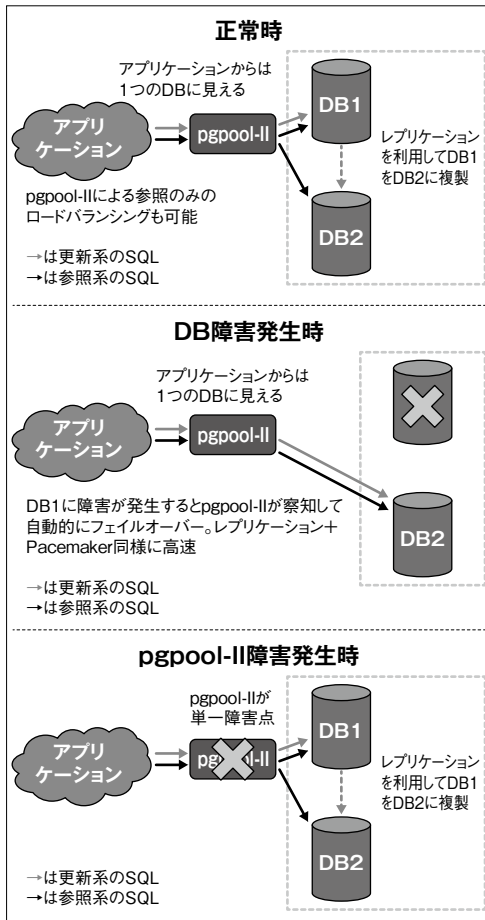 正常時
アプリケーションからは
1つのDBに見える
アプリ
ケーション
pgpool-II
DB1
DB2
レプリケーション
を利用してDB1
をDB2に複製
pgpool-IIによる参照のみの
ロードバランシングも可能
→は更新系のSQL
→は参照系のSQL
DB障害発生時
アプリケーションからは
1つのDBに見える
アプリ
ケーション
pgpool-II
DB2
DB1に障害が発生するとpgpool-IIが察知して
自動的にフェイルオーバー。レプリケーション＋
Pacemaker同様に高速
→は更新系のSQL
→は参照系のSQL
pgpool-II障害発生時
pgpool-IIが
単一障害点
アプリ
ケーション
pgpool-II
DB1
DB2
レプリケーション
を利用してDB1
をDB2に複製
→は更新系のSQL
→は参照系のSQL